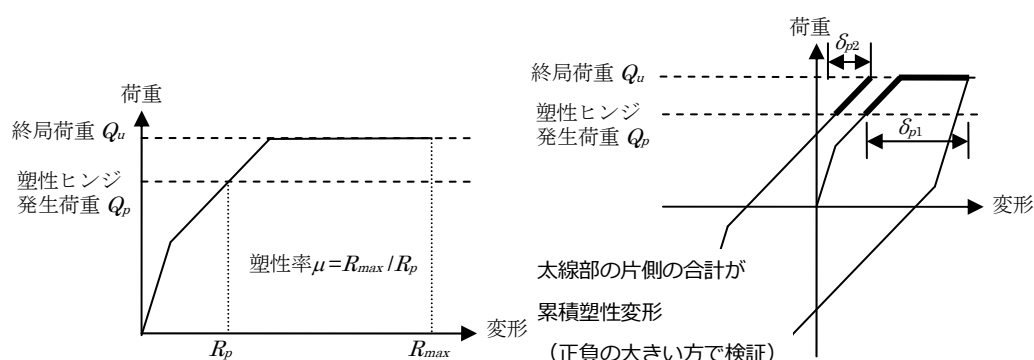 荷重
終局荷重 Qu
塑性ヒンジ
発生荷重 Qp
塑性率μ=Rmax/Rp
変形
Rp
Rmax
荷重
δp2
終局荷重 Qu
塑性ヒンジ
発生荷重 Qp
δp1
変形
太線部の片側の合計が
累積塑性変形
(正負の大きい方で検証)